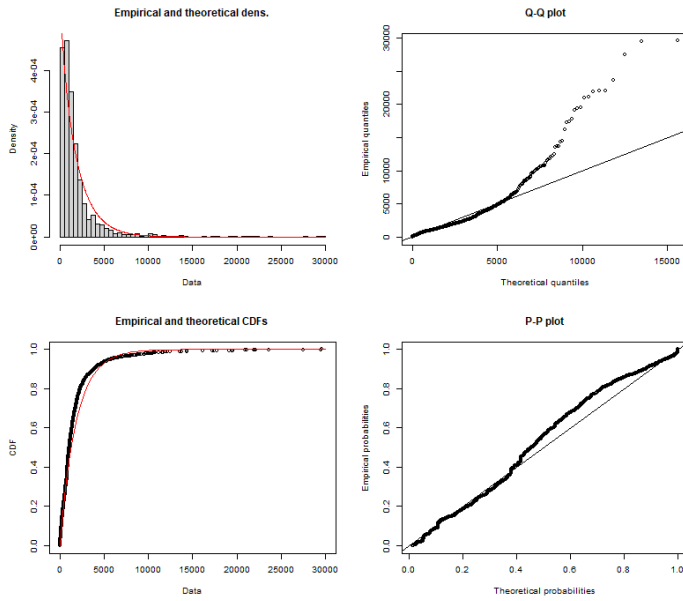 Empirical and theoretical dens.
Density
0e+00 1e-04 2e-04 3e-04 4e-04
0 5000 10000 15000 20000 25000 30000
Data
Q-Q plot
Empirical quantiles
0 10000 20000 30000
0 5000 10000 15000
Theoretical quantiles
Empirical and theoretical CDFs
CDF
0.0 0.2 0.4 0.6 0.8 1.0
0 5000 10000 15000 20000 25000 30000
Data
P-P plot
Empirical probabilities
0.0 0.2 0.4 0.6 0.8 1.0
0.0 0.2 0.4 0.6 0.8 1.0
Theoretical probabilities